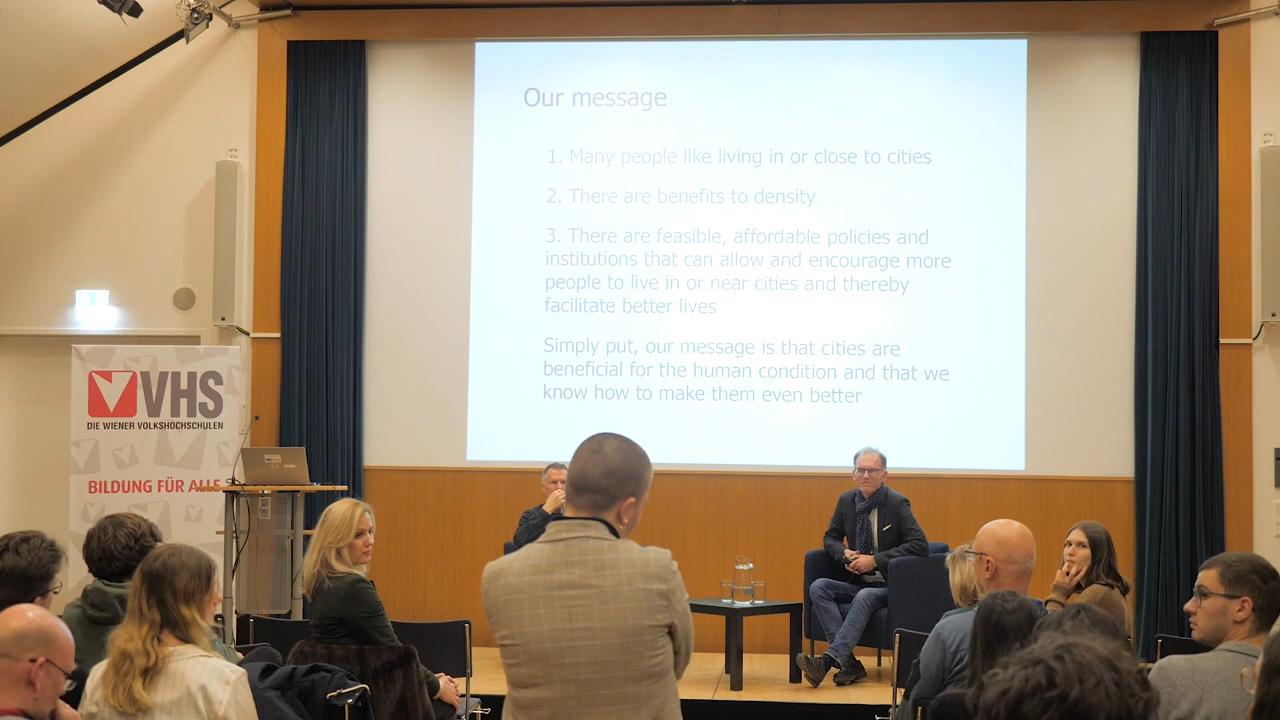 Our message
1. Many people like living in or close to cities
2. There are benefits to density
3. There are feasible, affordable policies and
institutions that can allow and encourage more
people to live in or near cities and thereby
facilitate better lives
Simply put, our message is that cities are
beneficial for the human condition and that we
know how to make them even better
VHS
DIE WIENER VOLKSHOCHSCHULEN
BILDUNG FÜR ALLE